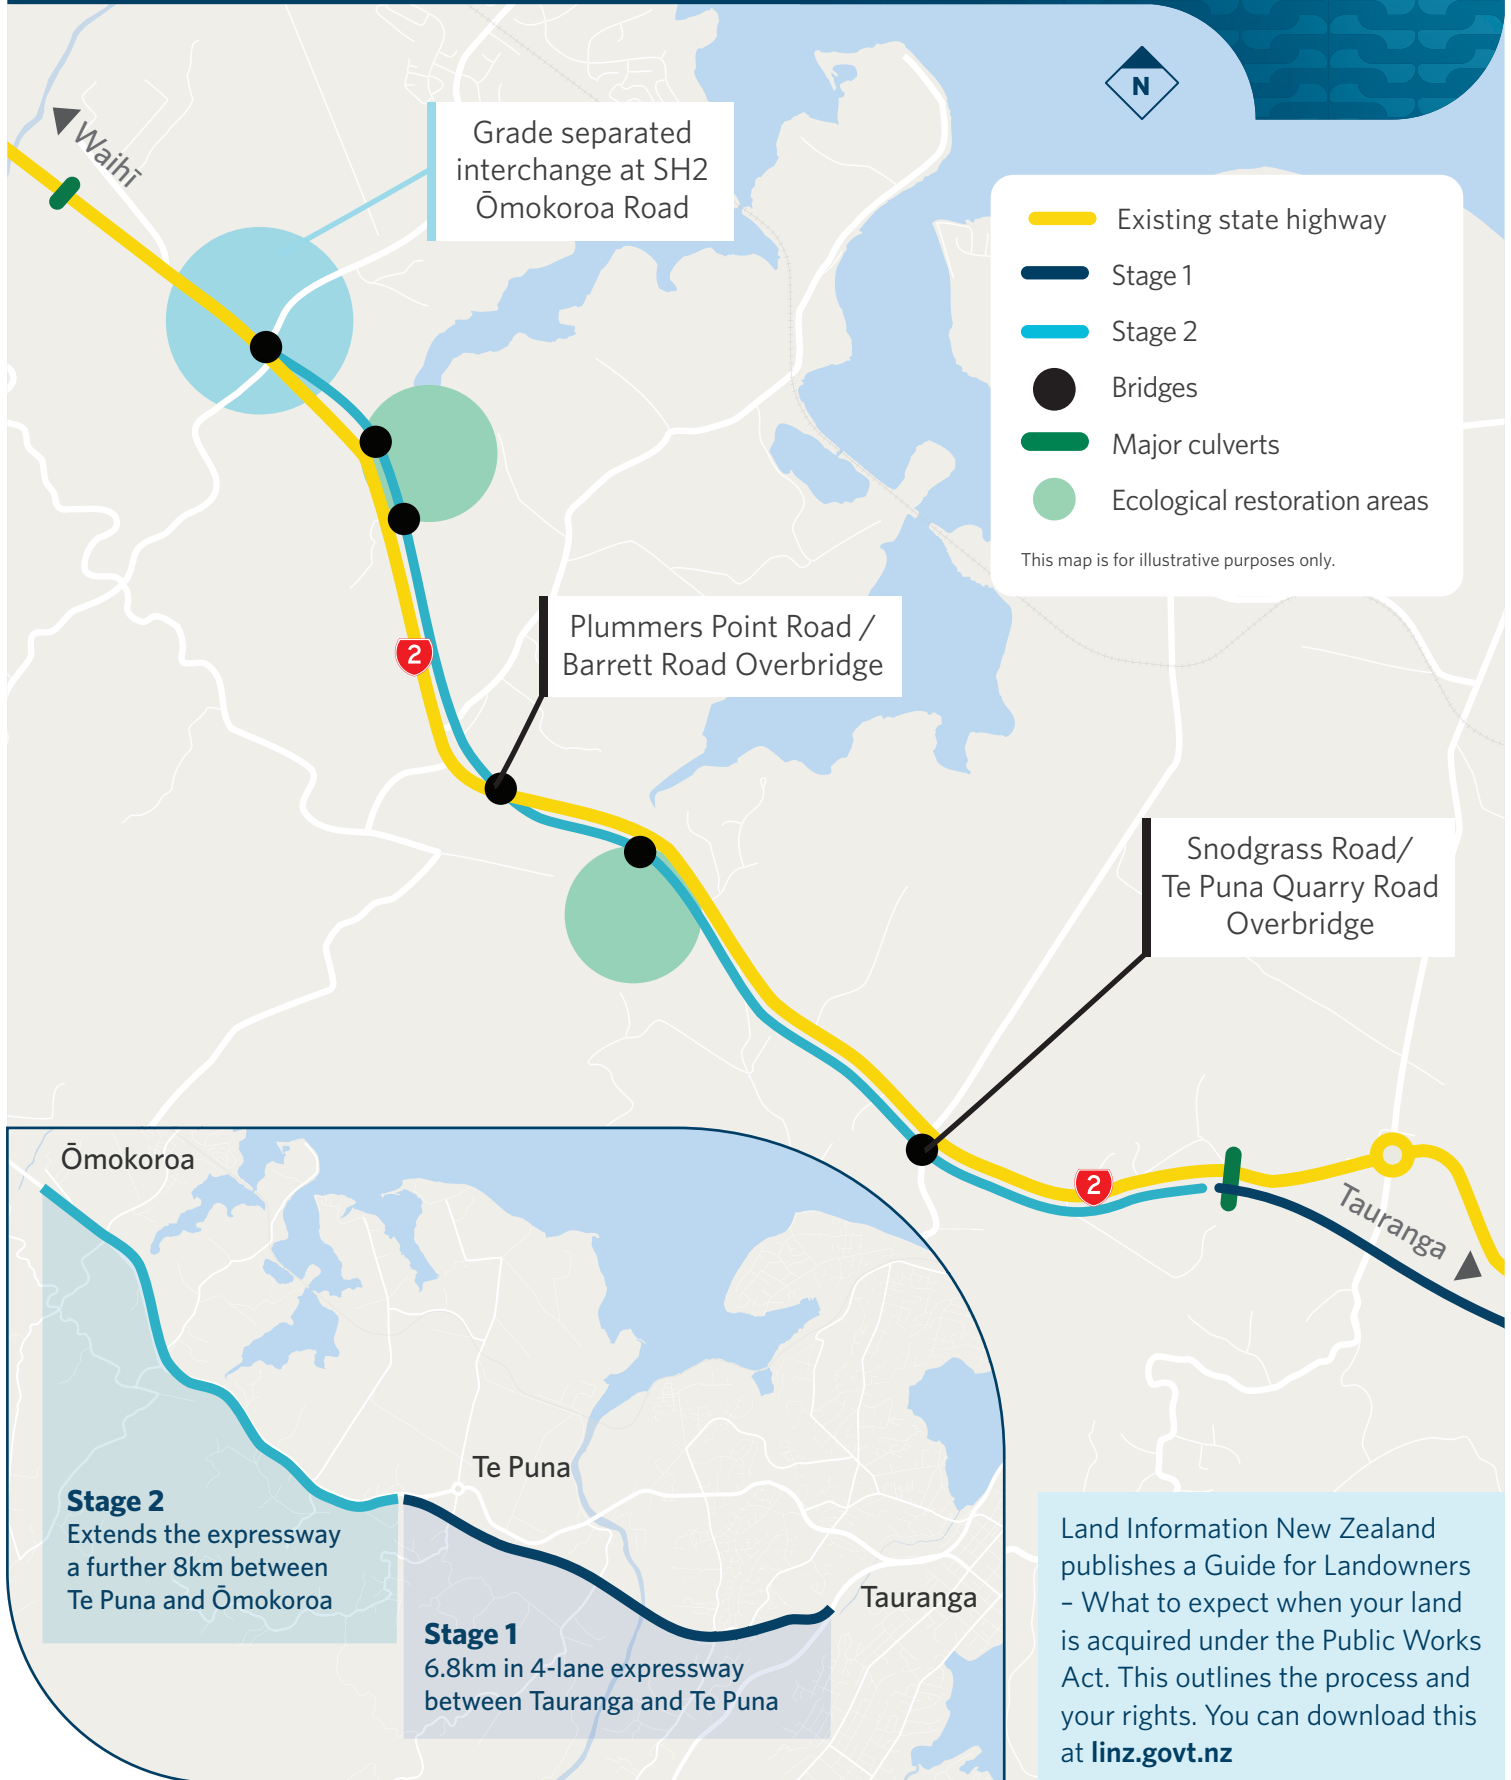 N
Waihī
Grade separated
interchange at SH2
Ōmokoroa Road
Existing state highway
Stage 1
Stage 2
Bridges
Major culverts
Ecological restoration areas
This map is for illustrative purposes only.
2
Plummers Point Road /
Barrett Road Overbridge
Snodgrass Road/
Te Puna Quarry Road
Overbridge
2
Tauranga
Ōmokoroa
Te Puna
Tauranga
Stage 2
Extends the expressway
a further 8km between
Te Puna and Ōmokoroa
Stage 1
6.8km in 4-lane expressway
between Tauranga and Te Puna
Land Information New Zealand
publishes a Guide for Landowners
– What to expect when your land
is acquired under the Public Works
Act. This outlines the process and
your rights. You can download this
at linz.govt.nz